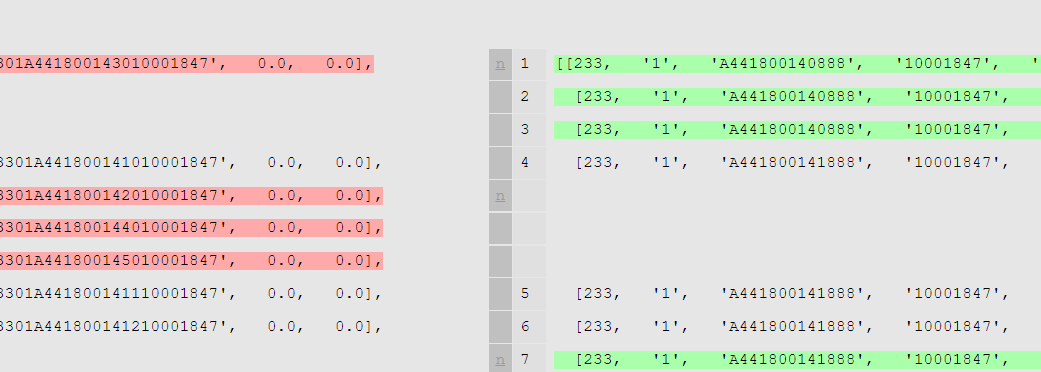 301A441800143010001847', 0.0, 0.0], n 1 [[233, '1', 'A441800140888', '10001847', '
2 [233, '1', 'A441800140888', '10001847',
3 [233, '1', 'A441800140888', '10001847',
3301A441800141010001847', 0.0, 0.0], 4 [233, '1', 'A441800141888', '10001847',
3301A441800142010001847', 0.0, 0.0], n
3301A441800144010001847', 0.0, 0.0],
3301A441800145010001847', 0.0, 0.0],
3301A441800141110001847', 0.0, 0.0], 5 [233, '1', 'A441800141888', '10001847',
3301A441800141210001847', 0.0, 0.0], 6 [233, '1', 'A441800141888', '10001847',
n 7 [233, '1', 'A441800141888', '10001847',